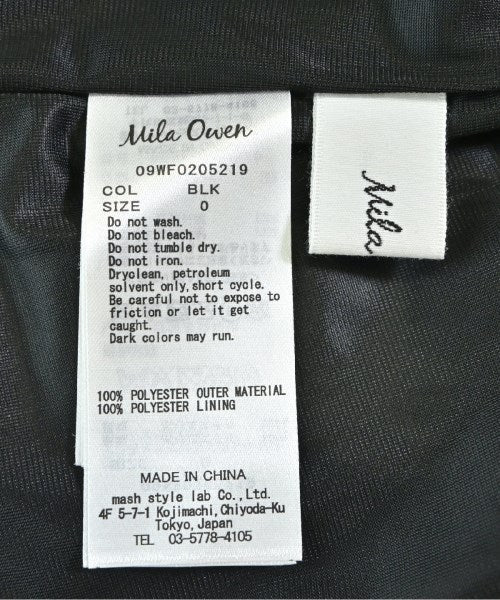 Mila Owen
09WF0205219
COL BLK
SIZE 0
Do not wash.
Do not bleach.
Do not tumble dry.
Do not iron.
Dryclean, petroleum
solvent only,short cycle.
Be careful not to expose to
friction or let it get
caught.
Dark colors may run.
100% POLYESTER OUTER MATERIAL
100% POLYESTER LINING
MADE IN CHINA
mash style lab Co.,Ltd.
4F 5-7-1 Kojimachi,Chiyoda-Ku
Tokyo,Japan
TEL 03-5778-4105
Mila